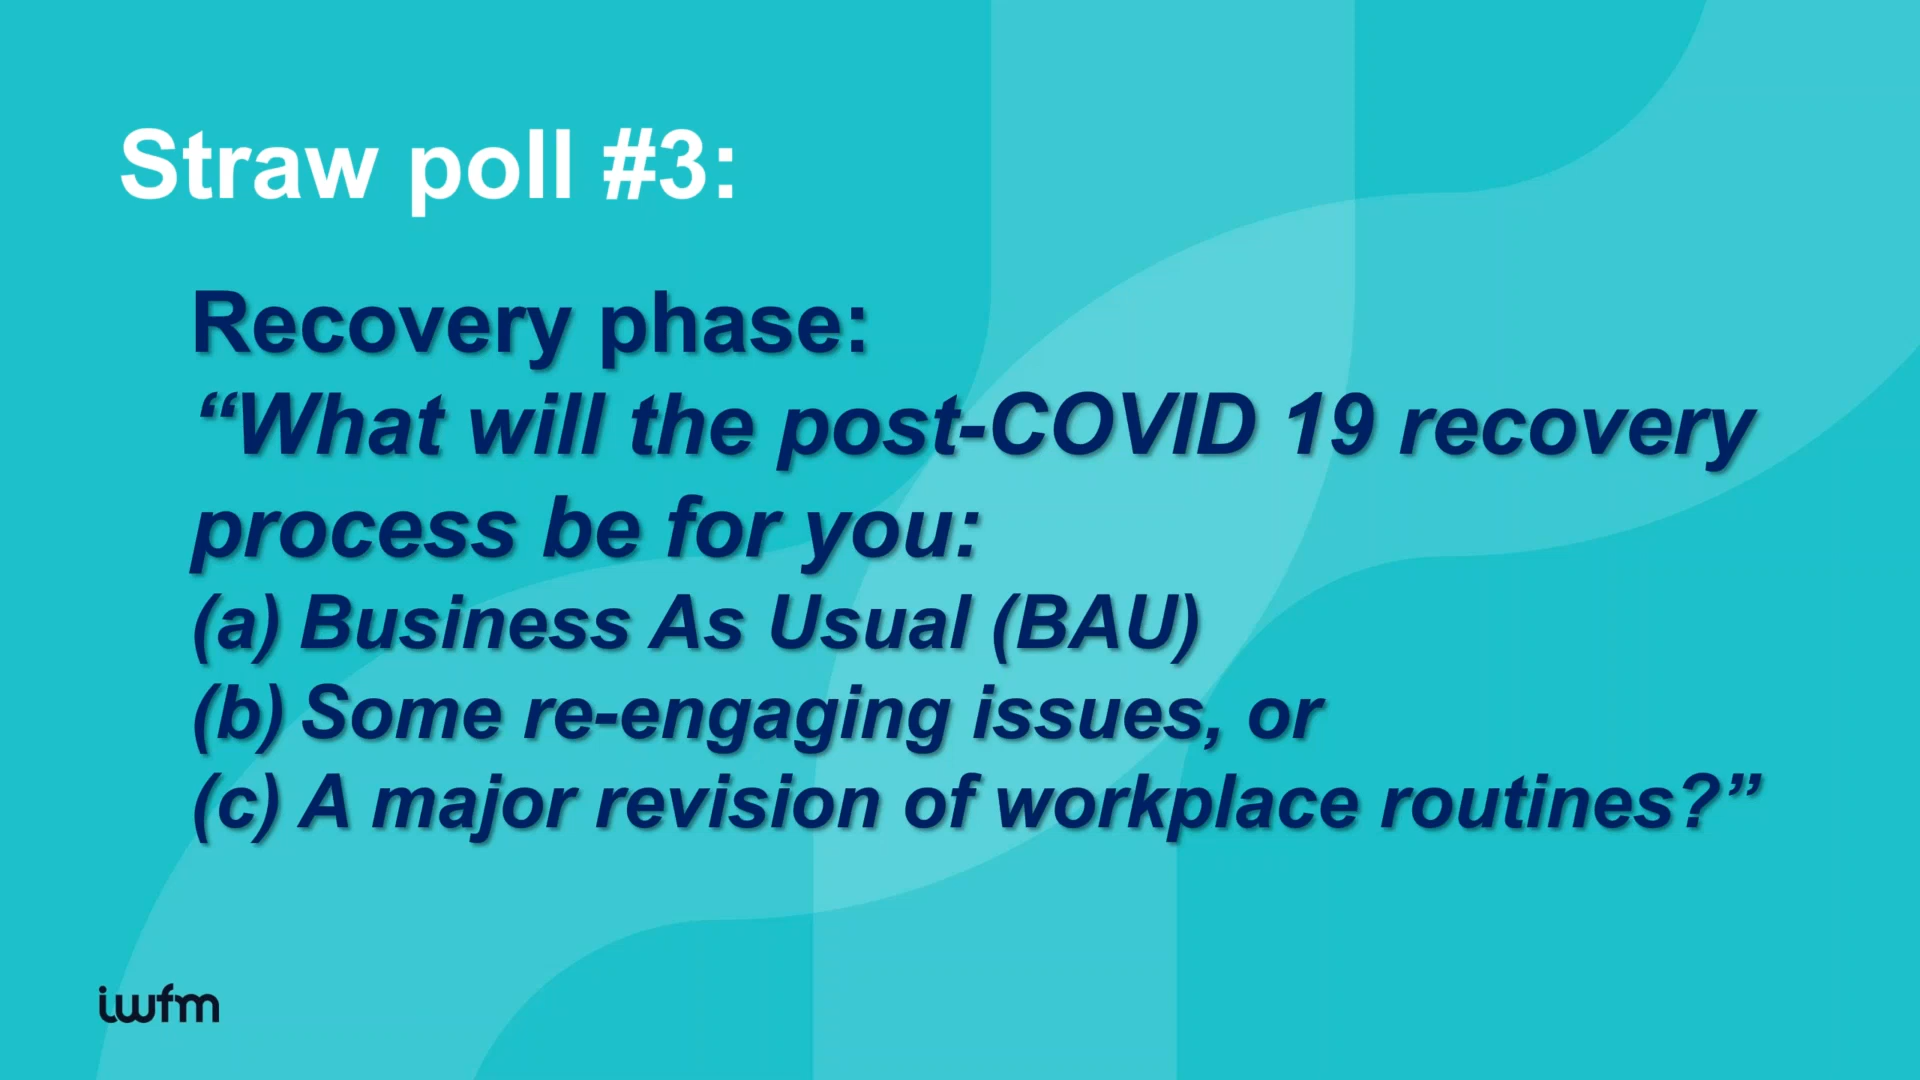 Straw poll #3:
Recovery phase:
“What will the post-COVID 19 recovery
process be for you:
(a) Business As Usual (BAU)
(b) Some re-engaging issues, or
(c) A major revision of workplace routines?”
iwfm